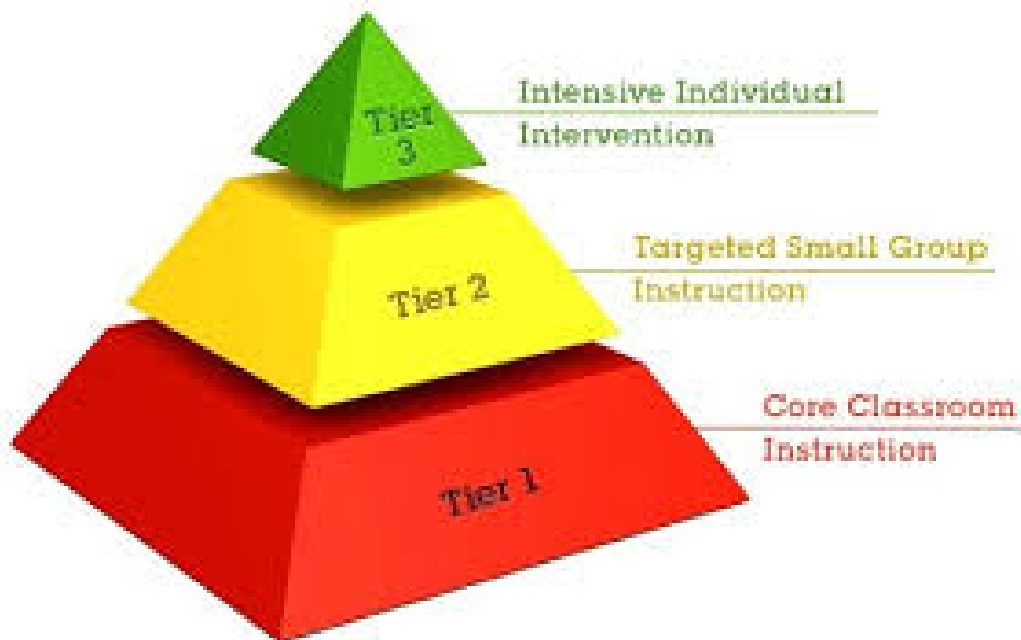 Tier
3
Intensive Individual
Intervention
Tier 2
Targeted Small Group
Instruction
Tier 1
Core Classroom
Instruction